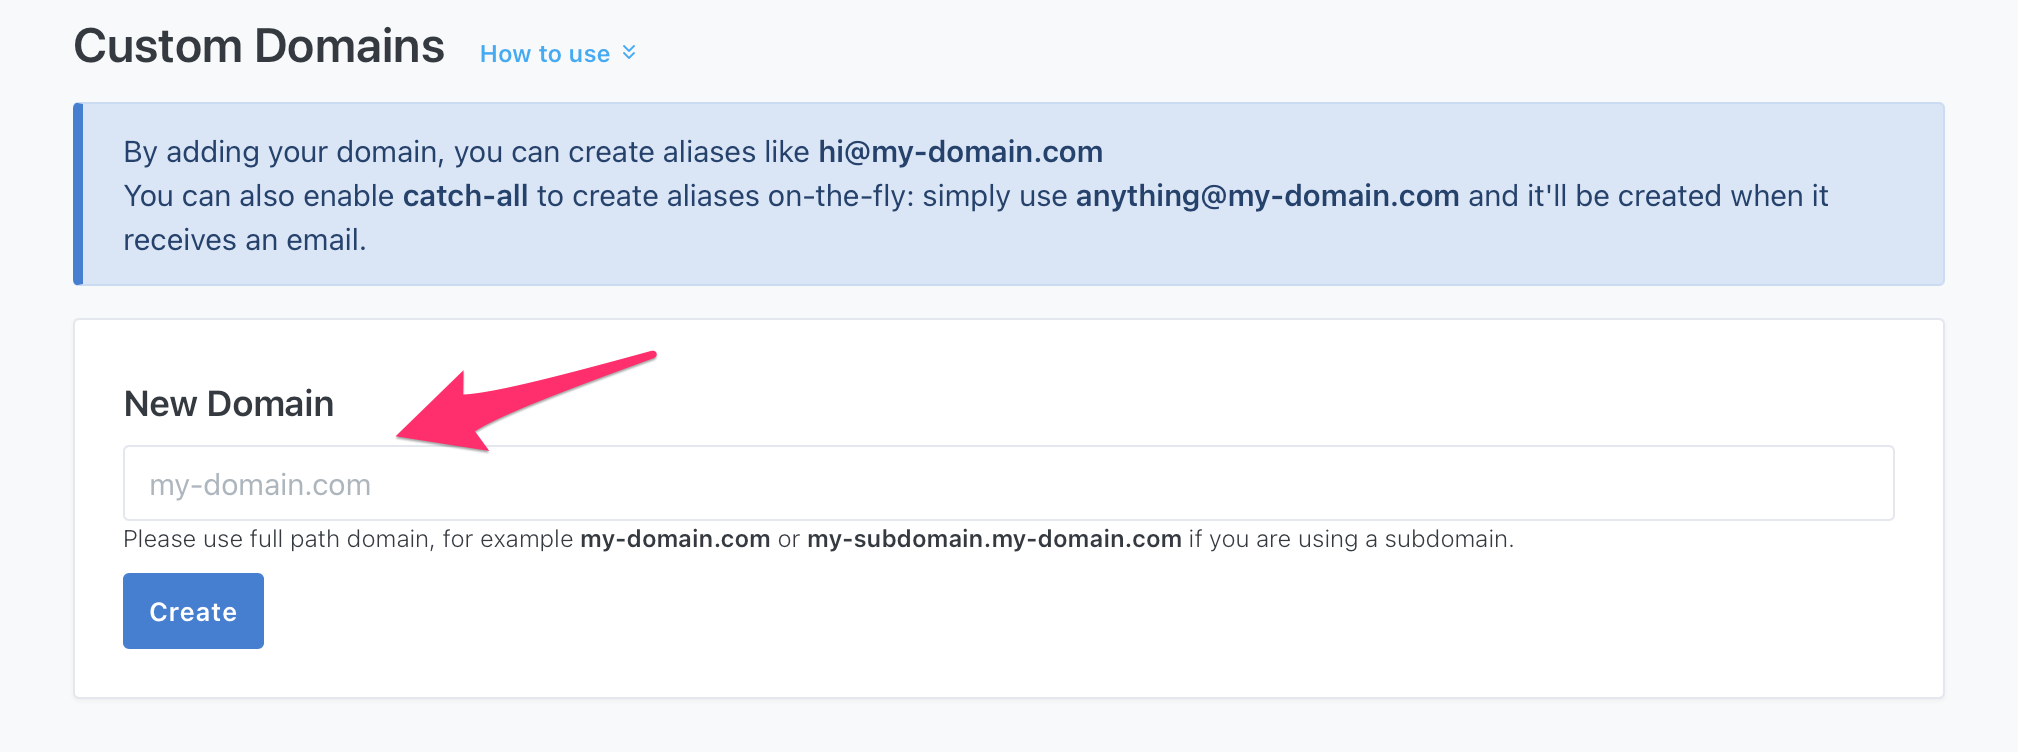 Custom Domains How to use
By adding your domain, you can create aliases like hi@my-domain.com
You can also enable catch-all to create aliases on-the-fly: simply use anything@my-domain.com and it'll be created when it
receives an email.
New Domain
my-domain.com
Please use full path domain, for example my-domain.com or my-subdomain.my-domain.com if you are using a subdomain.
Create